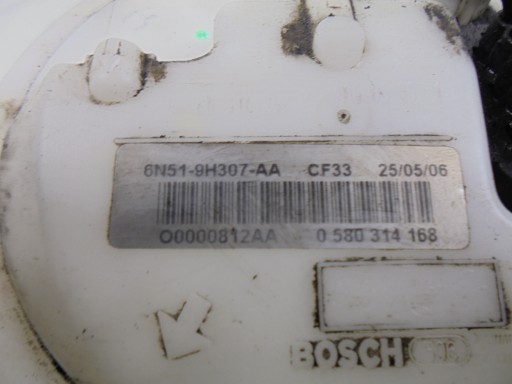 6N51-9H307-AA CF33 25/05/06
O0000812AA 0 580 314 168
BOSCH